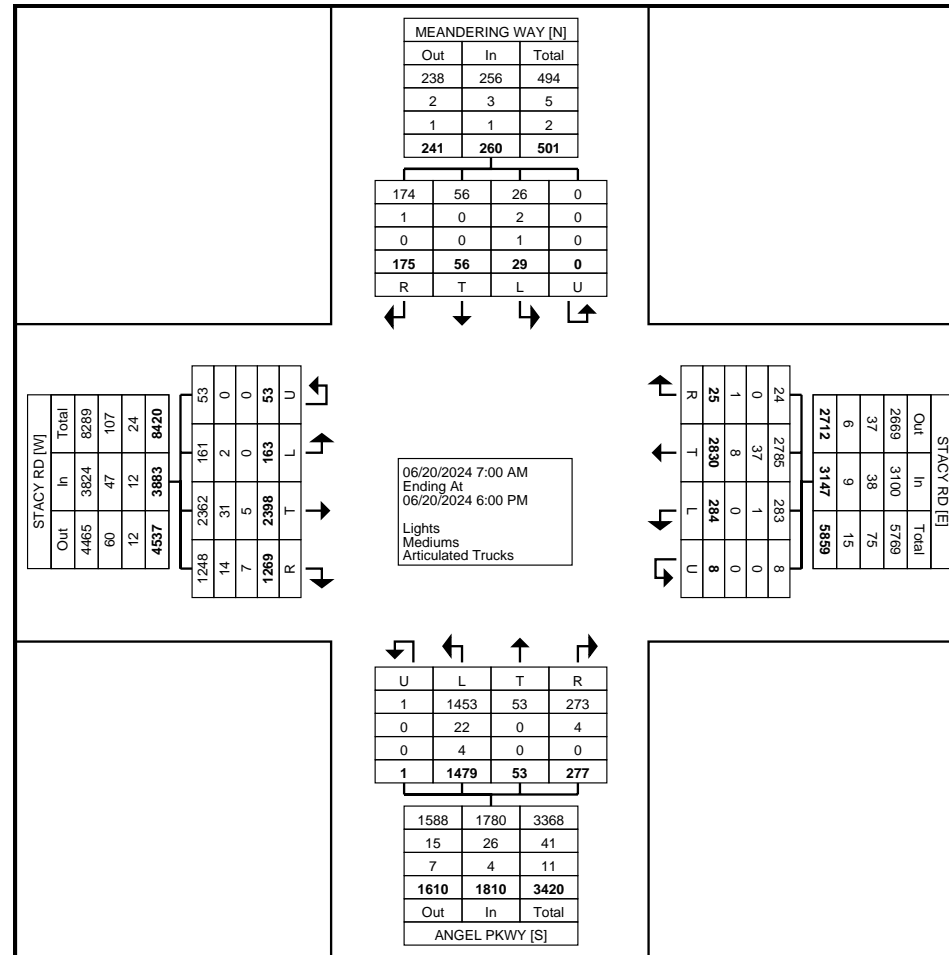 MEANDERING WAY [N]
Out In Total
238 256 494
2 3 5
1 1 2
241 260 501
174 56 26 0
1 0 2 0
0 0 1 0
175 56 29 0
R T L U
STACY RD [W]
Total In Out
8289 3824 4465
107 47 60
24 12 12
8420 3883 4537
53 161 2362 1248
0 2 31 14
0 0 5 7
53 163 2398 1269
U L T R
06/20/2024 7:00 AM
Ending At
06/20/2024 6:00 PM
Lights
Mediums
Articulated Trucks
STACY RD [E]
Out In Total
2669 3100 5769
37 38 75
6 9 15
2712 3147 5859
24 2785 283 8
0 37 1 0
1 8 0 0
25 2830 284 8
R T L U
U L T R
1 1453 53 273
0 22 0 4
0 4 0 0
1 1479 53 277
1588 1780 3368
15 26 41
7 4 11
1610 1810 3420
Out In Total
ANGEL PKWY [S]